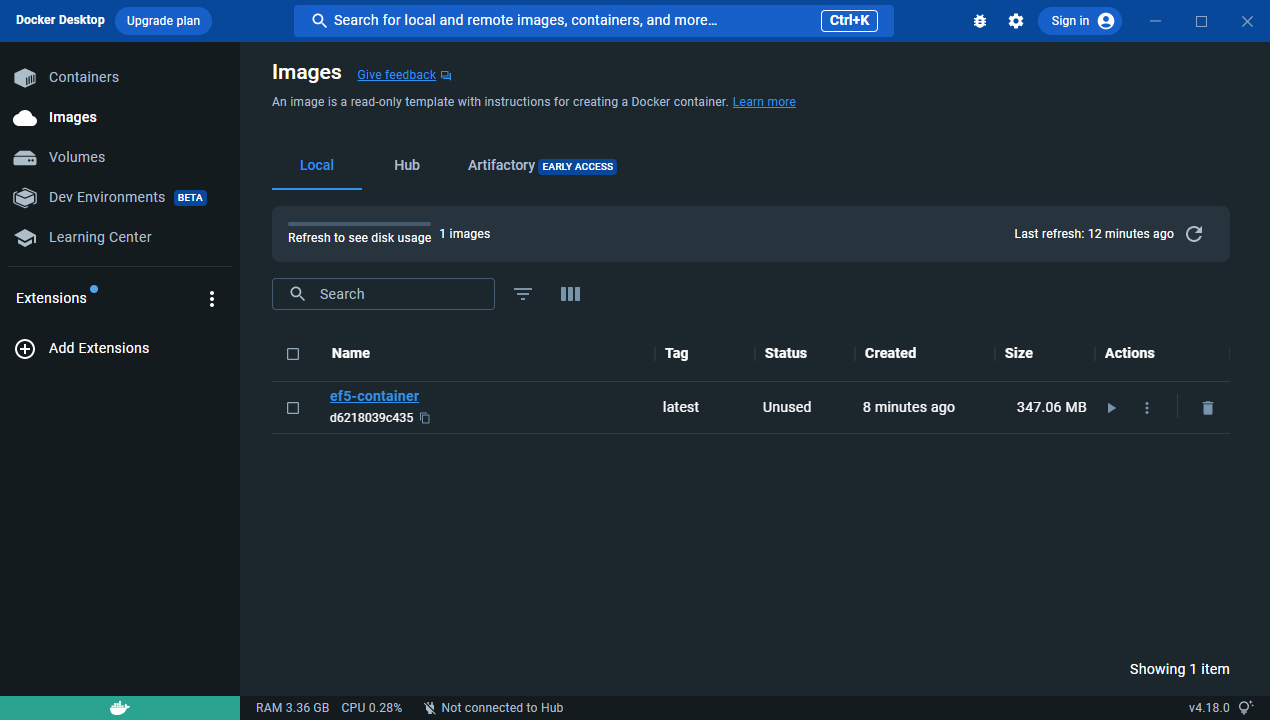 Docker Desktop Upgrade plan Search for local and remote images, containers, and more... Ctrl+K Sign in
Containers
Images
Volumes
Dev Environments BETA
Learning Center
Extensions
Add Extensions
Images Give feedback
An image is a read-only template with instructions for creating a Docker container. Learn more
Local Hub Artifactory EARLY ACCESS
Refresh to see disk usage 1 images Last refresh: 12 minutes ago
Search
Name Tag Status Created Size Actions
ef5-container latest Unused 8 minutes ago 347.06 MB
d6218039c435
Showing 1 item
RAM 3.36 GB CPU 0.28% Not connected to Hub v4.18.0